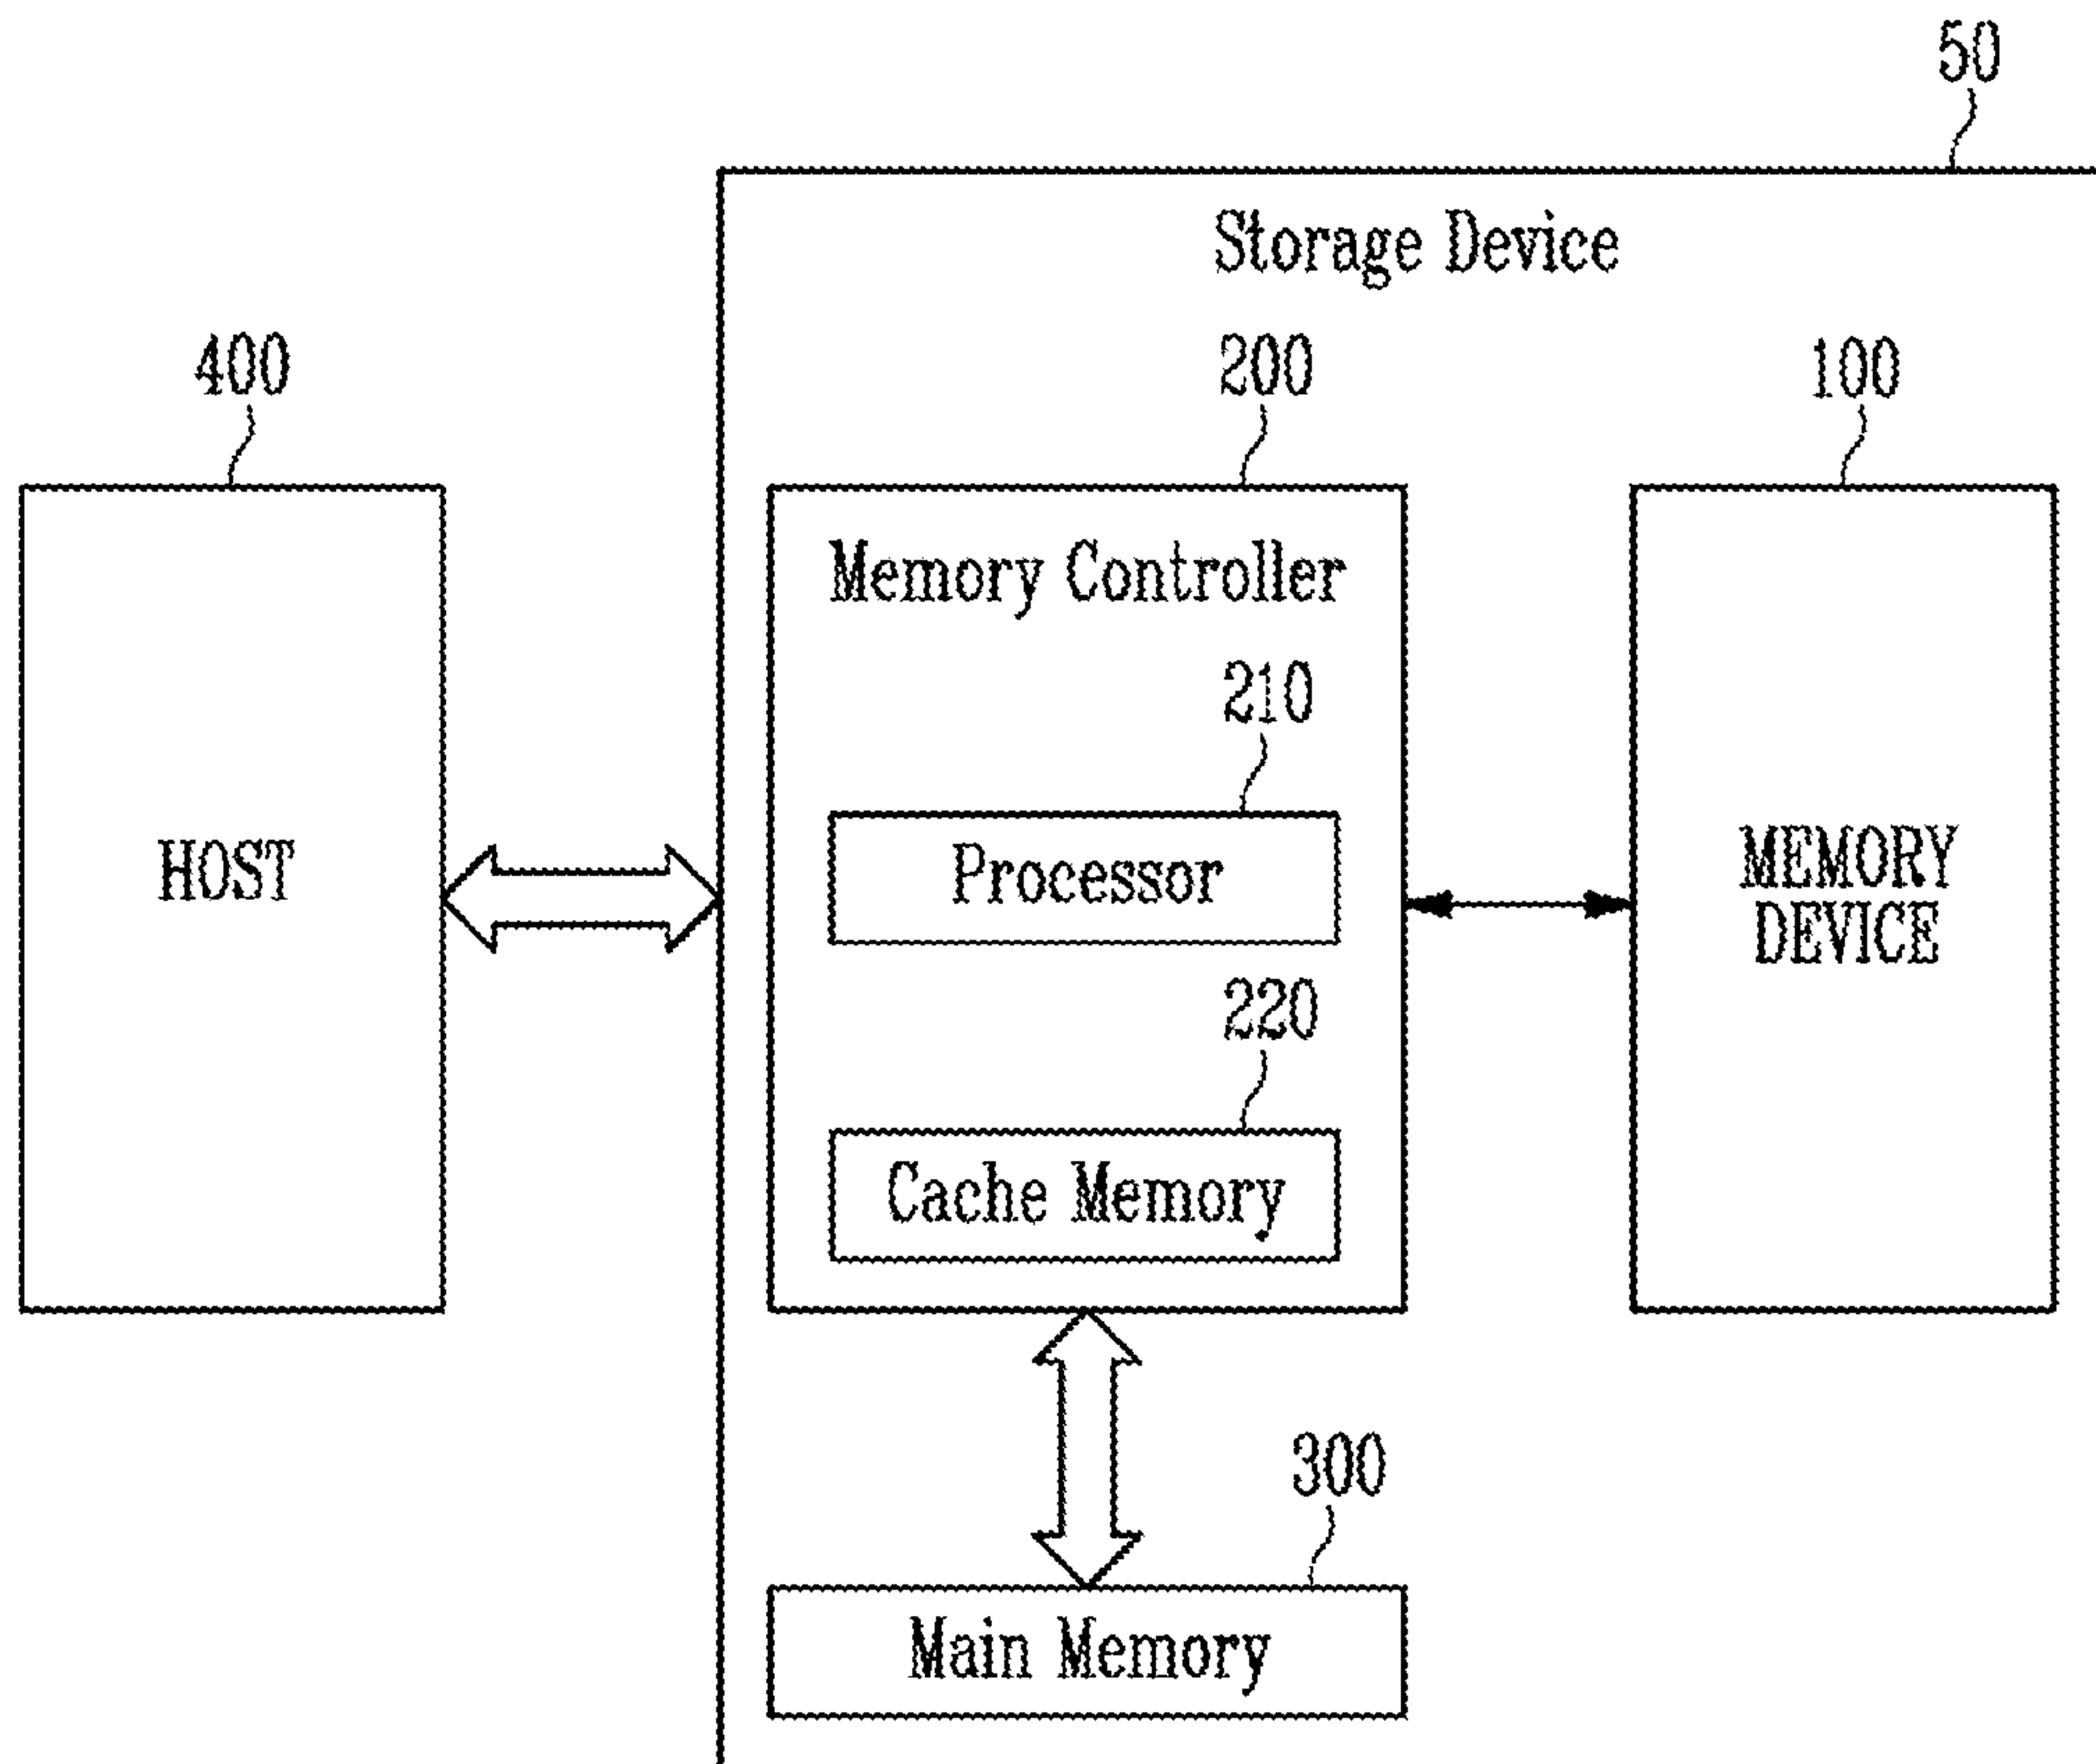 50
Storage Device
400
200
100
Memory Controller
210
HOST
Processor
MEMORY
DEVICE
220
Cache Memory
300
Main Memory